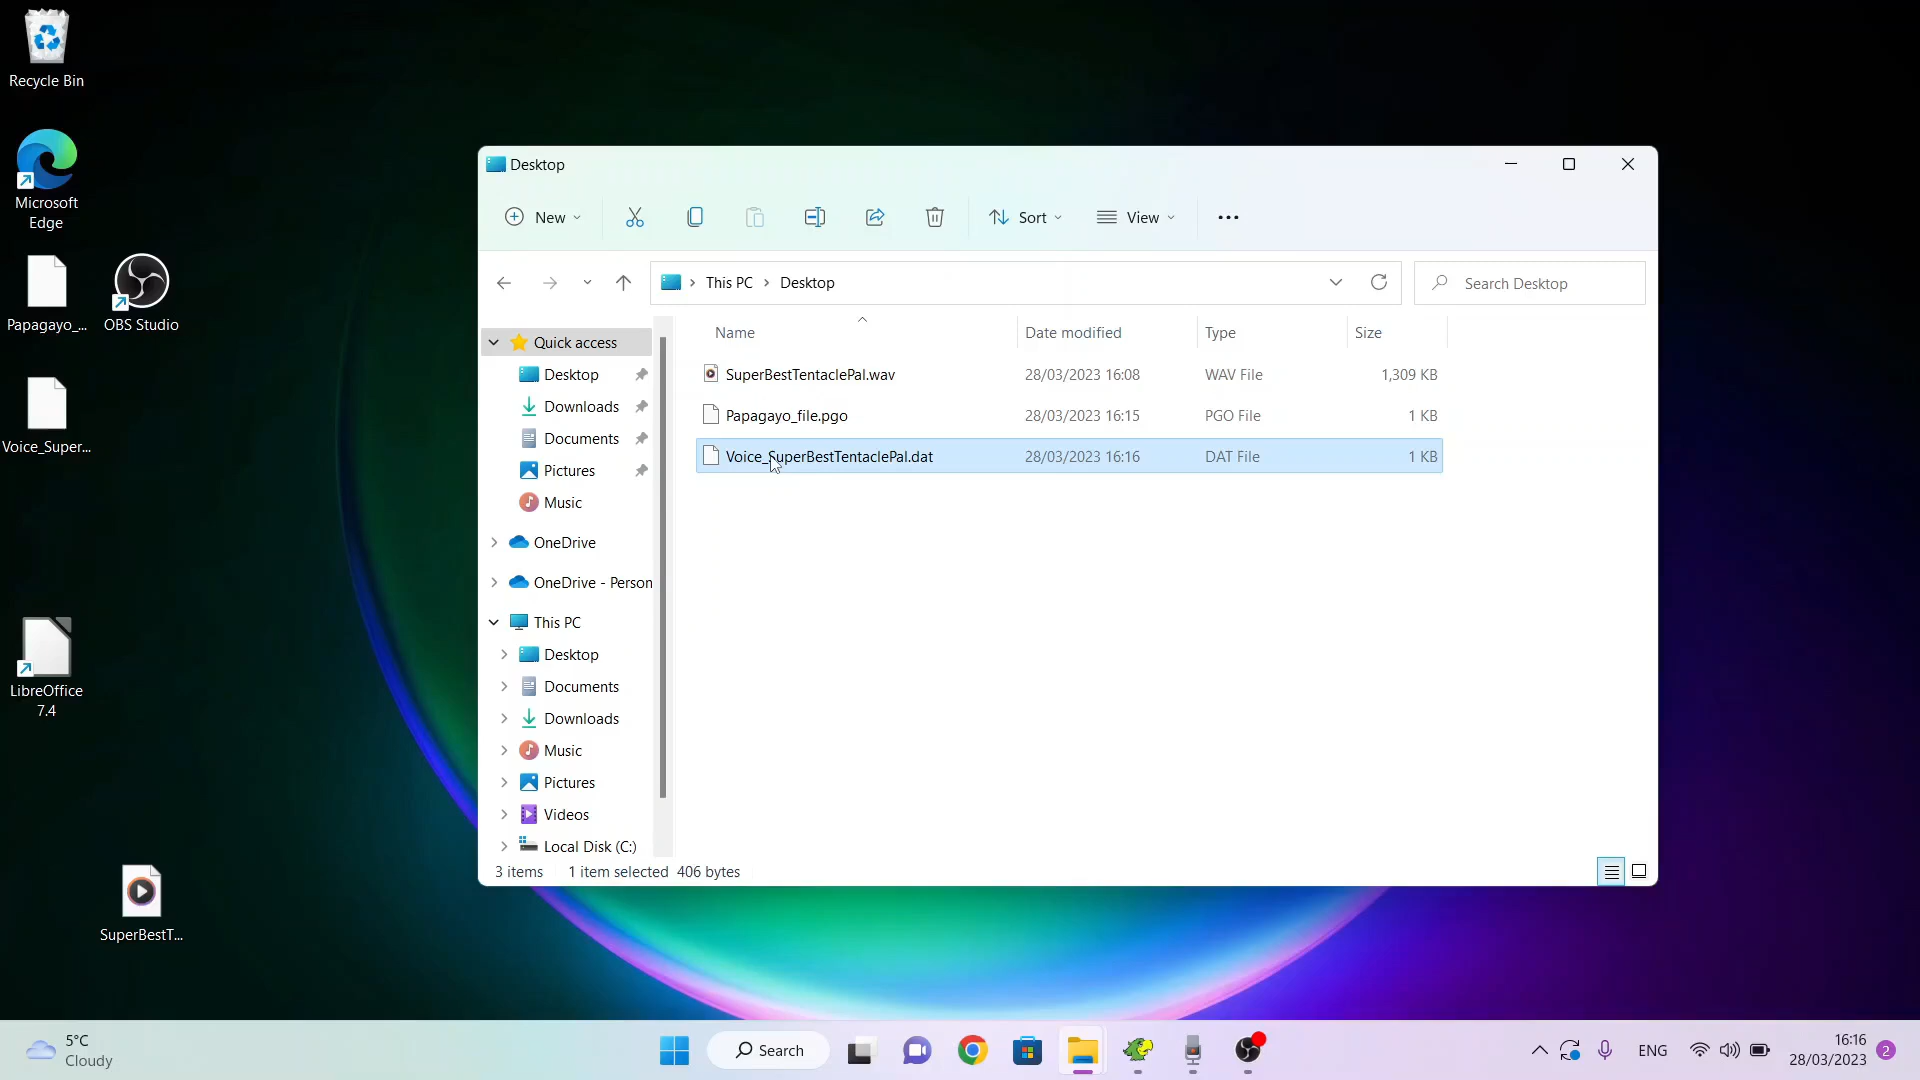 Recycle Bin
Microsoft
Edge
Papagayo_...
OBS Studio
Voice_Super...
LibreOffice
7.4
SuperBestT...
Desktop
New
Sort
View
This PC
Desktop
Search Desktop
Quick access
Desktop
Downloads
Documents
Pictures
Music
OneDrive
OneDrive - Person
This PC
Desktop
Documents
Downloads
Music
Pictures
Videos
Local Disk (C:)
Name Date modified Type Size
SuperBestTentaclePal.wav 28/03/2023 16:08 WAV File 1,309 KB
Papagayo_file.pgo 28/03/2023 16:15 PGO File 1 KB
Voice_SuperBestTentaclePal.dat 28/03/2023 16:16 DAT File 1 KB
3 items 1 item selected 406 bytes
5°C
Cloudy
Search
ENG
16:16
28/03/2023
2